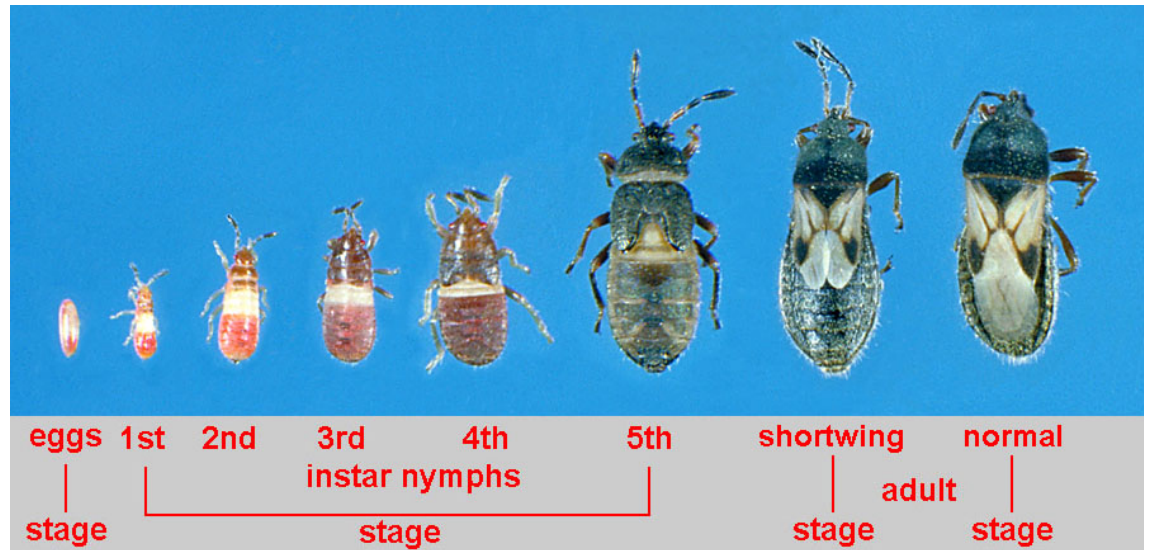 eggs 1st 2nd 3rd 4th 5th shortwing normal
instar nymphs
adult
stage stage stage stage